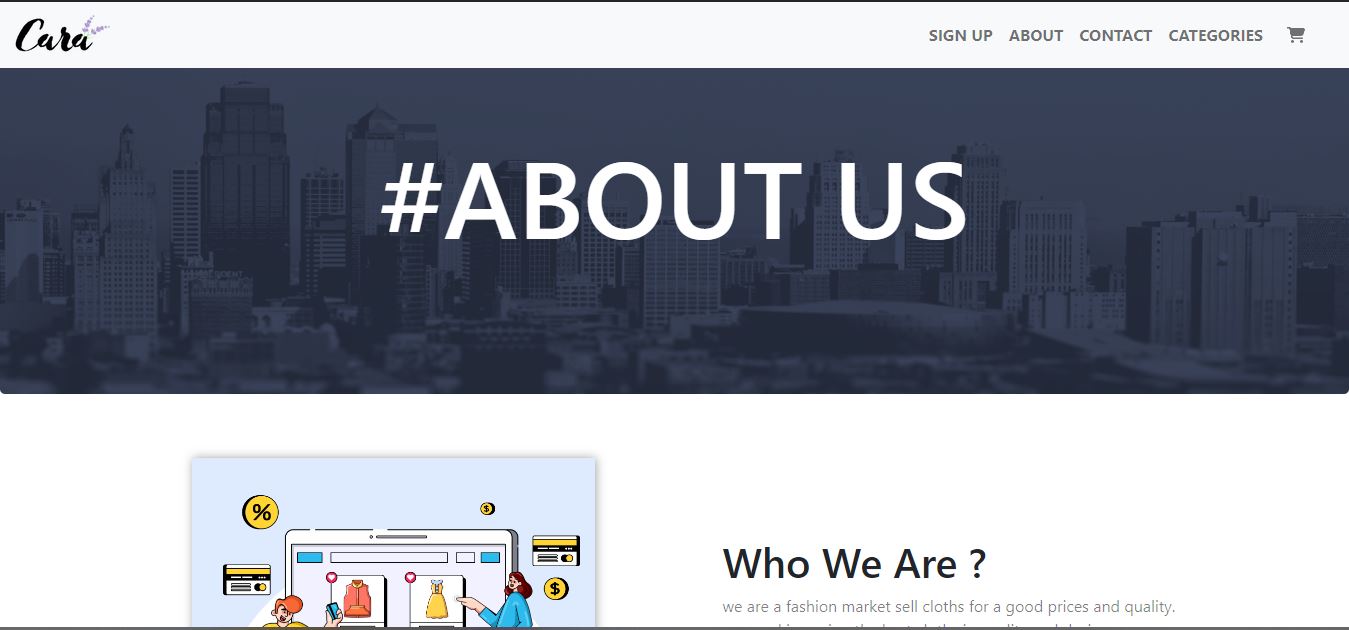 Cara
SIGN UP ABOUT CONTACT CATEGORIES
#ABOUT US
PRESIDENT
%
$
$
Who We Are ?
we are a fashion market sell cloths for a good prices and quality.